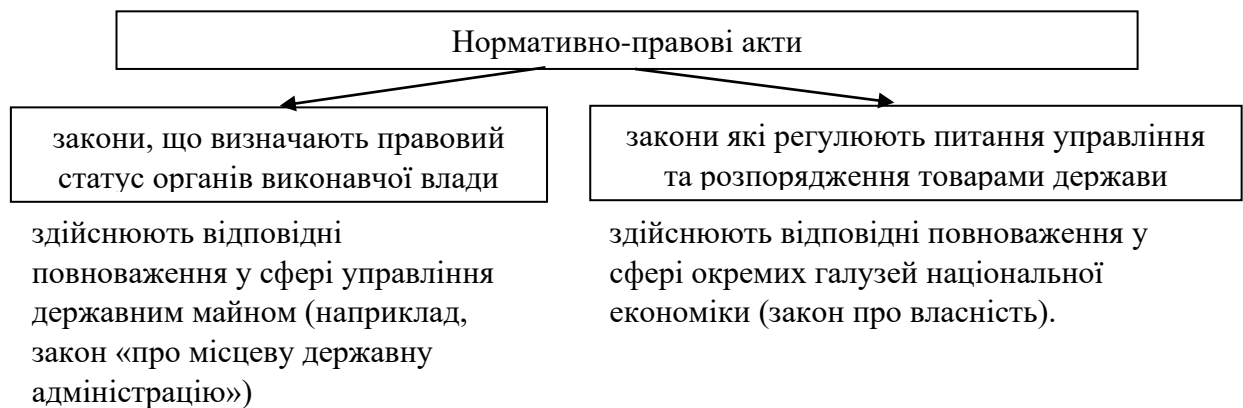 Нормативно-правові акти
закони, що визначають правовий
статус органів виконавчої влади
закони які регулюють питання управління
та розпорядження товарами держави
здійснюють відповідні
повноваження у сфері управління
державним майном (наприклад,
закон «про місцеву державну
адміністрацію»)
здійснюють відповідні повноваження у
сфері окремих галузей національної
економіки (закон про власність).